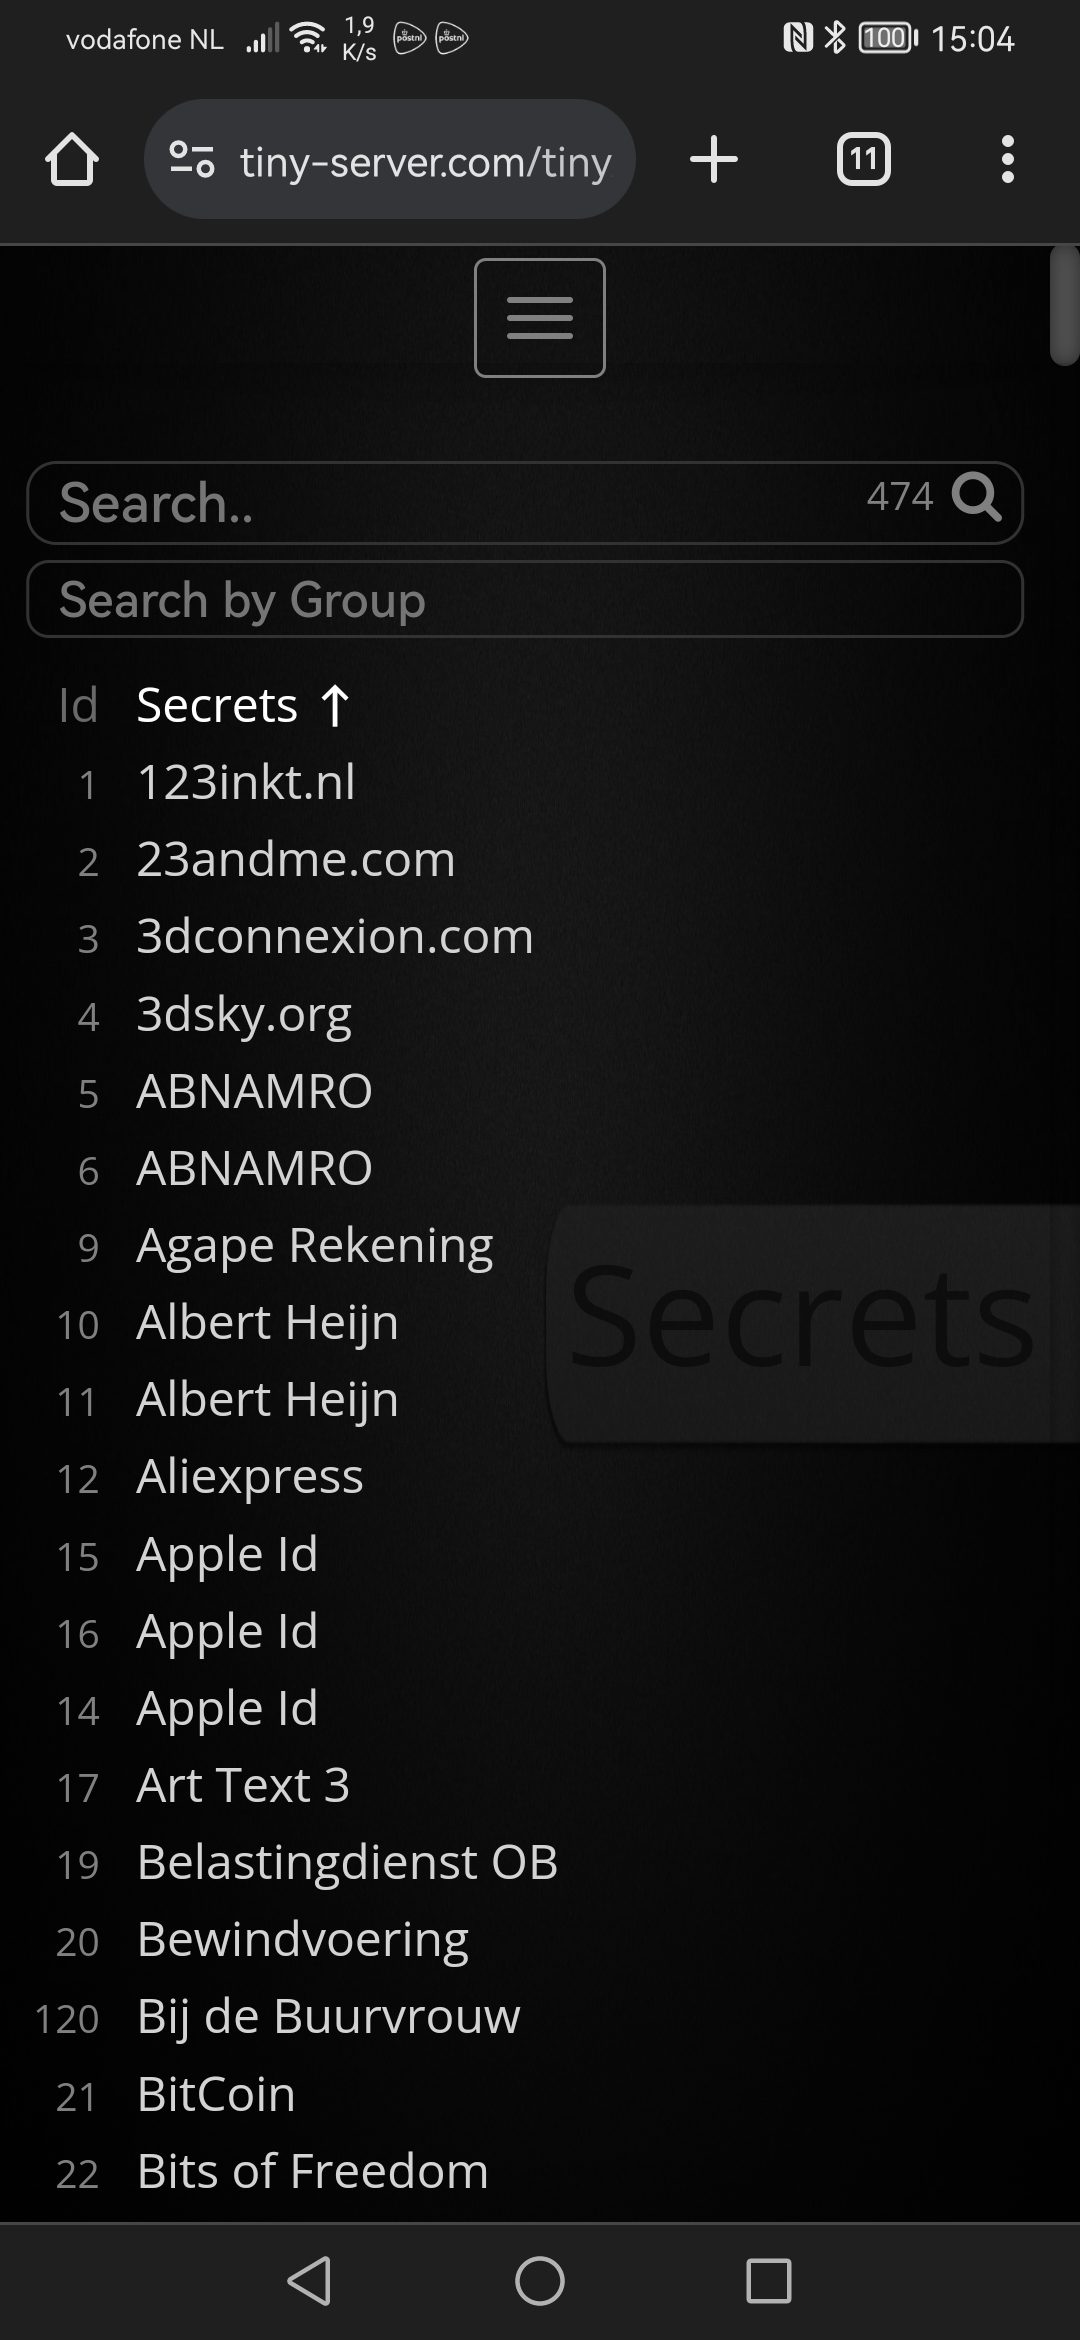 vodafone NL 1,9 K/s postnl postnl 100 15:04
tiny-server.com/tiny 11
Search.. 474
Search by Group
Id Secrets ↑
1 123inkt.nl
2 23andme.com
3 3dconnexion.com
4 3dsky.org
5 ABNAMRO
6 ABNAMRO
9 Agape Rekening
Secrets
10 Albert Heijn
11 Albert Heijn
12 Aliexpress
15 Apple Id
16 Apple Id
14 Apple Id
17 Art Text 3
19 Belastingdienst OB
20 Bewindvoering
120 Bij de Buurvrouw
21 BitCoin
22 Bits of Freedom